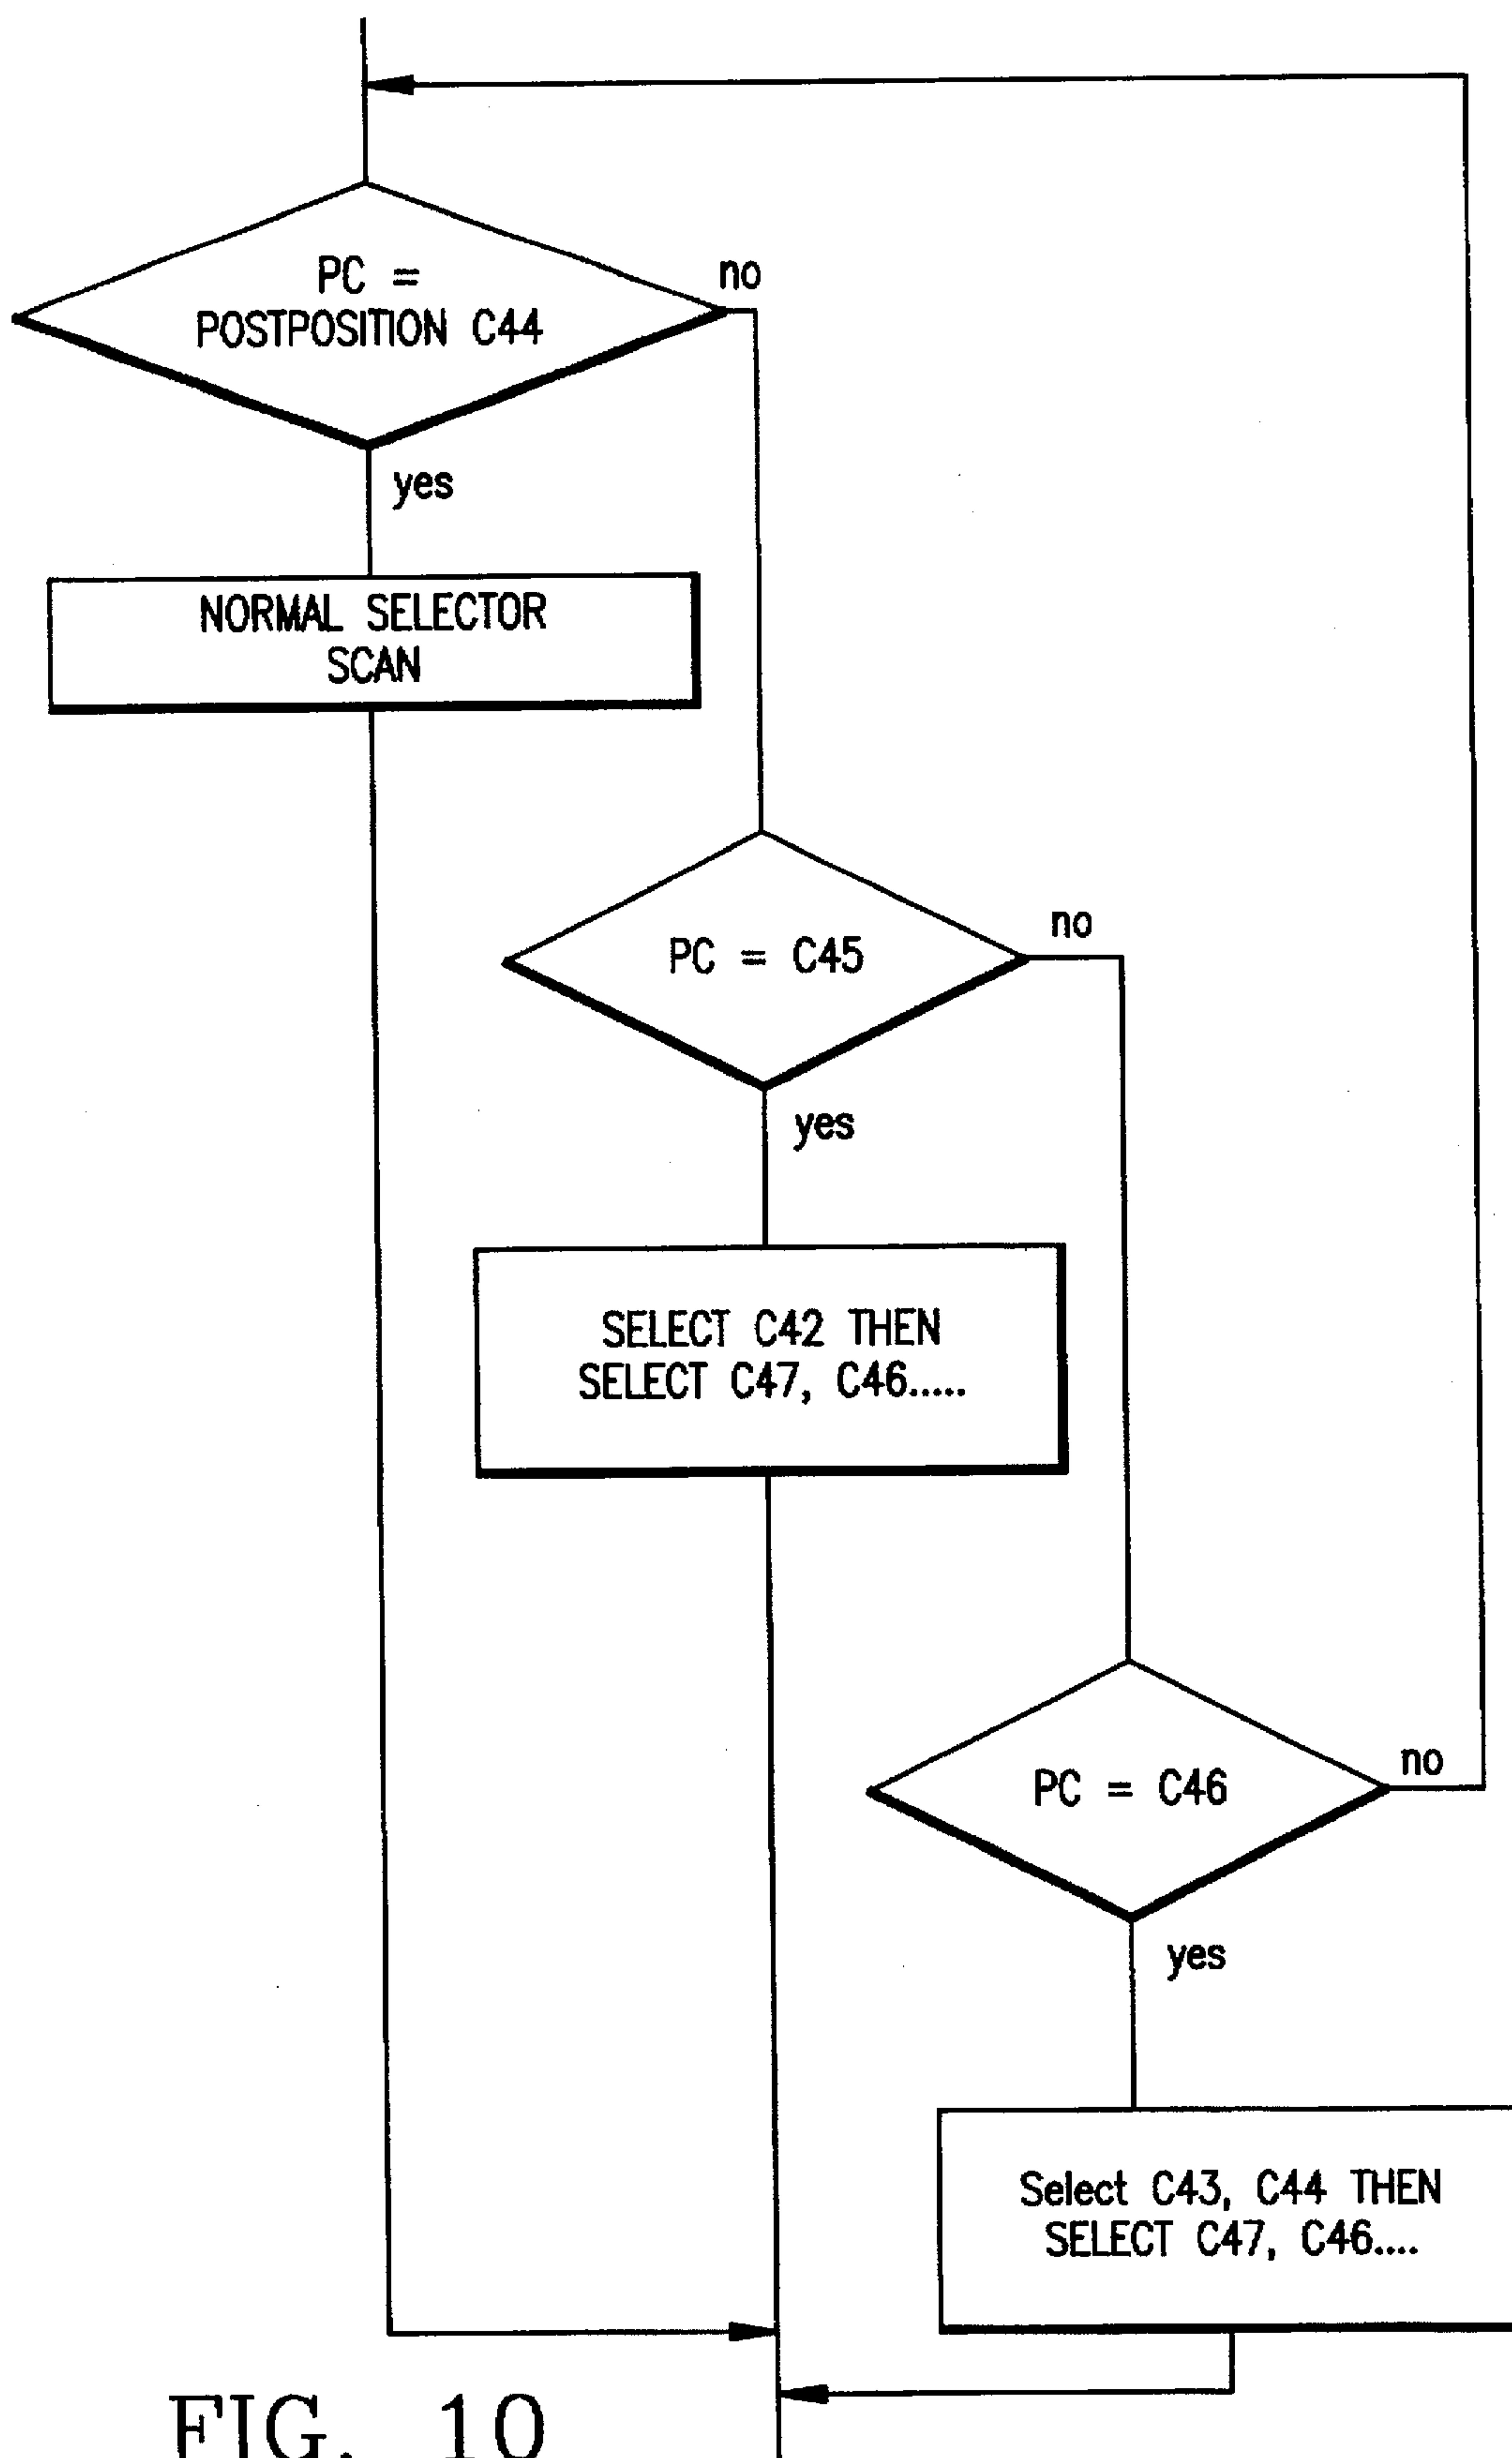 PC =
POSTPOSITION C44
no
yes
NORMAL SELECTOR
SCAN
PC = C45
no
yes
SELECT C42 THEN
SELECT C47, C46.....
PC = C46
no
yes
Select C43, C44 THEN
SELECT C47, C46....
FIG. 10